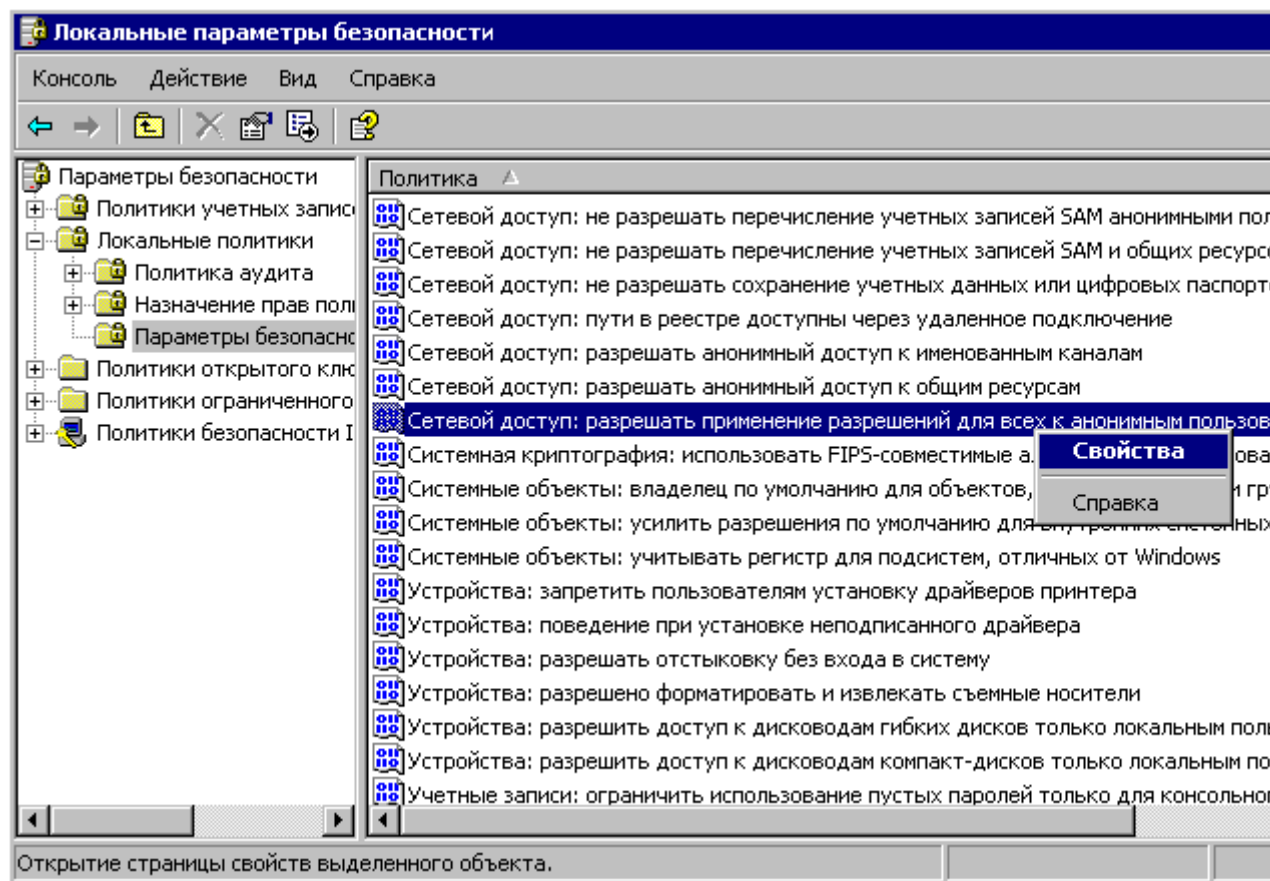 Локальные параметры безопасности
Консоль Действие Вид Справка
Параметры безопасности
Политики учетных запис
Локальные политики
Политика аудита
Назначение прав пол
Параметры безопасно
Политики открытого клю
Политики ограниченного
Политики безопасности I
Политика
Сетевой доступ: не разрешать перечисление учетных записей SAM анонимными пол
Сетевой доступ: не разрешать перечисление учетных записей SAM и общих ресурс
Сетевой доступ: не разрешать сохранение учетных данных или цифровых паспорт
Сетевой доступ: пути в реестре доступны через удаленное подключение
Сетевой доступ: разрешать анонимный доступ к именованным каналам
Сетевой доступ: разрешать анонимный доступ к общим ресурсам
Сетевой доступ: разрешать применение разрешений для всех к анонимным пользов
Системная криптография: использовать FIPS-совместимые а
Системные объекты: владелец по умолчанию для объектов, и гр
Системные объекты: усилить разрешения по умолчанию для
Системные объекты: учитывать регистр для подсистем, отличных от Windows
Устройства: запретить пользователям установку драйверов принтера
Устройства: поведение при установке неподписанного драйвера
Устройства: разрешать отстыковку без входа в систему
Устройства: разрешено форматировать и извлекать съемные носители
Устройства: разрешить доступ к дисководам гибких дисков только локальным пол
Устройства: разрешить доступ к дисководам компакт-дисков только локальным по
Учетные записи: ограничить использование пустых паролей только для консольног
Свойства
Справка
Открытие страницы свойств выделенного объекта.